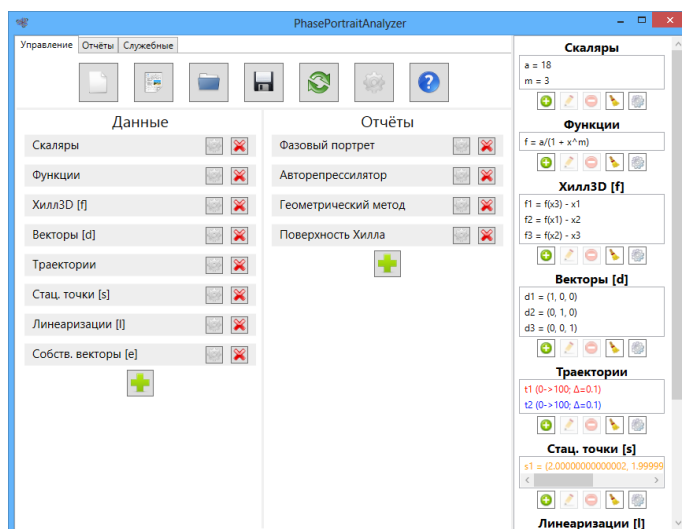 PhasePortraitAnalyzer
Управление Отчёты Служебные
Данные
Скаляры
Функции
Хилл3D [f]
Векторы [d]
Траектории
Стац. точки [s]
Линеаризации [l]
Собств. векторы [e]
Отчёты
Фазовый портрет
Авторепрессилятор
Геометрический метод
Поверхность Хилла
Скаляры
a = 18
m = 3
Функции
f = a/(1 + x^m)
Хилл3D [f]
f1 = f(x3) - x1
f2 = f(x1) - x2
f3 = f(x2) - x3
Векторы [d]
d1 = (1, 0, 0)
d2 = (0, 1, 0)
d3 = (0, 0, 1)
Траектории
t1 (0->100; Δ=0.1)
t2 (0->100; Δ=0.1)
Стац. точки [s]
s1 = (2.00000000000002, 1.99999
Линеаризации [l]